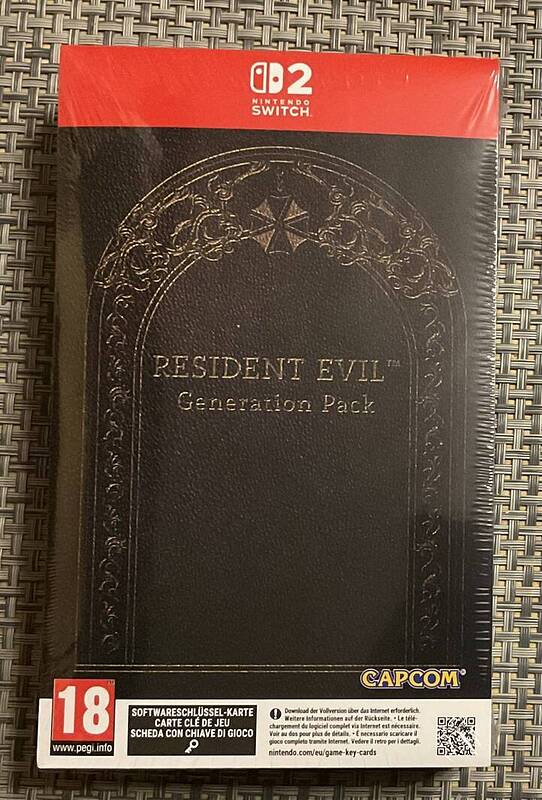 2
NINTENDO
SWITCH
RESIDENT EVIL™
Generation Pack
CAPCOM®
18
www.pegi.info
SOFTWARESCHLÜSSEL-KARTE
CARTE CLÉ DE JEU
SCHEDA CON CHIAVE DI GIOCO
Download der Vollversion über das Internet erforderlich.
Weitere Informationen auf der Rückseite. • Le télé-
chargement du logiciel complet via Internet est nécessaire.
Voir au dos pour plus de détails. • È necessario scaricare il
gioco completo tramite Internet. Vedere il retro per i dettagli.
nintendo.com/eu/game-key-cards